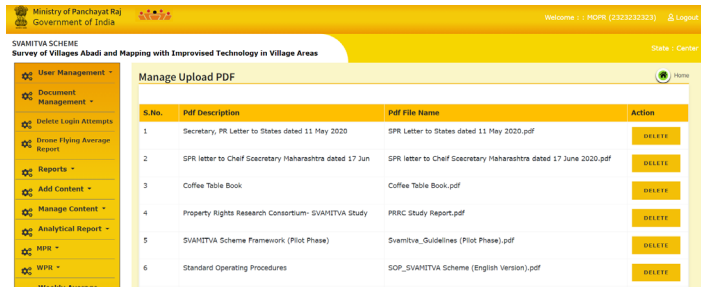 Ministry of Panchayat Raj
Government of India
Welcome : : MOPR (2323232323) Logout
SVAMITVA SCHEME
Survey of Villages Abadi and Mapping with Improvised Technology in Village Areas
State : Center
User Management
Document Management
Delete Login Attempts
Drone Flying Average Report
Reports
Add Content
Manage Content
Analytical Report
MPR
WPR
Weekly Average
Manage Upload PDF
Home
S.No. Pdf Description Pdf File Name Action
1 Secretary, PR Letter to States dated 11 May 2020 SPR Letter to States dated 11 May 2020.pdf DELETE
2 SPR letter to Cheif Scecretary Maharashtra dated 17 Jun SPR letter to Cheif Scecretary Maharashtra dated 17 June 2020.pdf DELETE
3 Coffee Table Book Coffee Table Book.pdf DELETE
4 Property Rights Research Consortium- SVAMITVA Study PRRC Study Report.pdf DELETE
5 SVAMITVA Scheme Framework (Pilot Phase) Svamitva_Guidelines (Pilot Phase).pdf DELETE
6 Standard Operating Procedures SOP_SVAMITVA Scheme (English Version).pdf DELETE